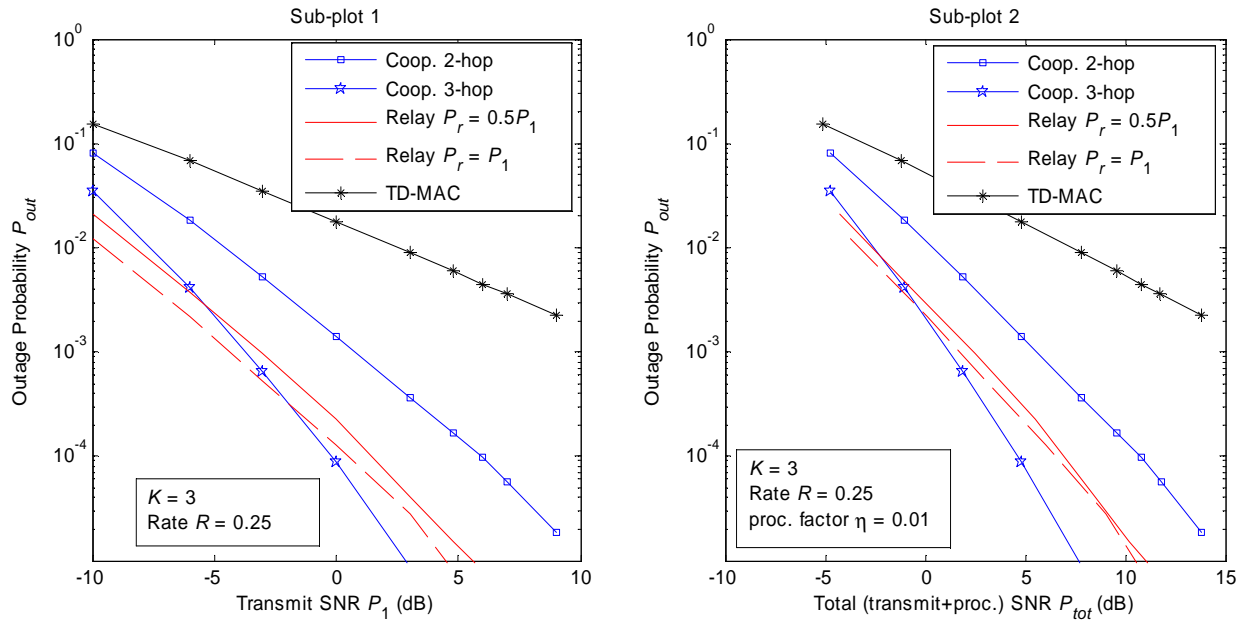 Sub-plot 1
10^0
10^-1
10^-2
10^-3
10^-4
Outage Probability P_out
-10
-5
0
5
10
Transmit SNR P_1 (dB)
Coop. 2-hop
Coop. 3-hop
Relay P_r = 0.5P_1
Relay P_r = P_1
TD-MAC
K = 3
Rate R = 0.25
Sub-plot 2
10^0
10^-1
10^-2
10^-3
10^-4
Outage Probability P_out
-10
-5
0
5
10
15
Total (transmit+proc.) SNR P_tot (dB)
Coop. 2-hop
Coop. 3-hop
Relay P_r = 0.5P_1
Relay P_r = P_1
TD-MAC
K = 3
Rate R = 0.25
proc. factor η = 0.01